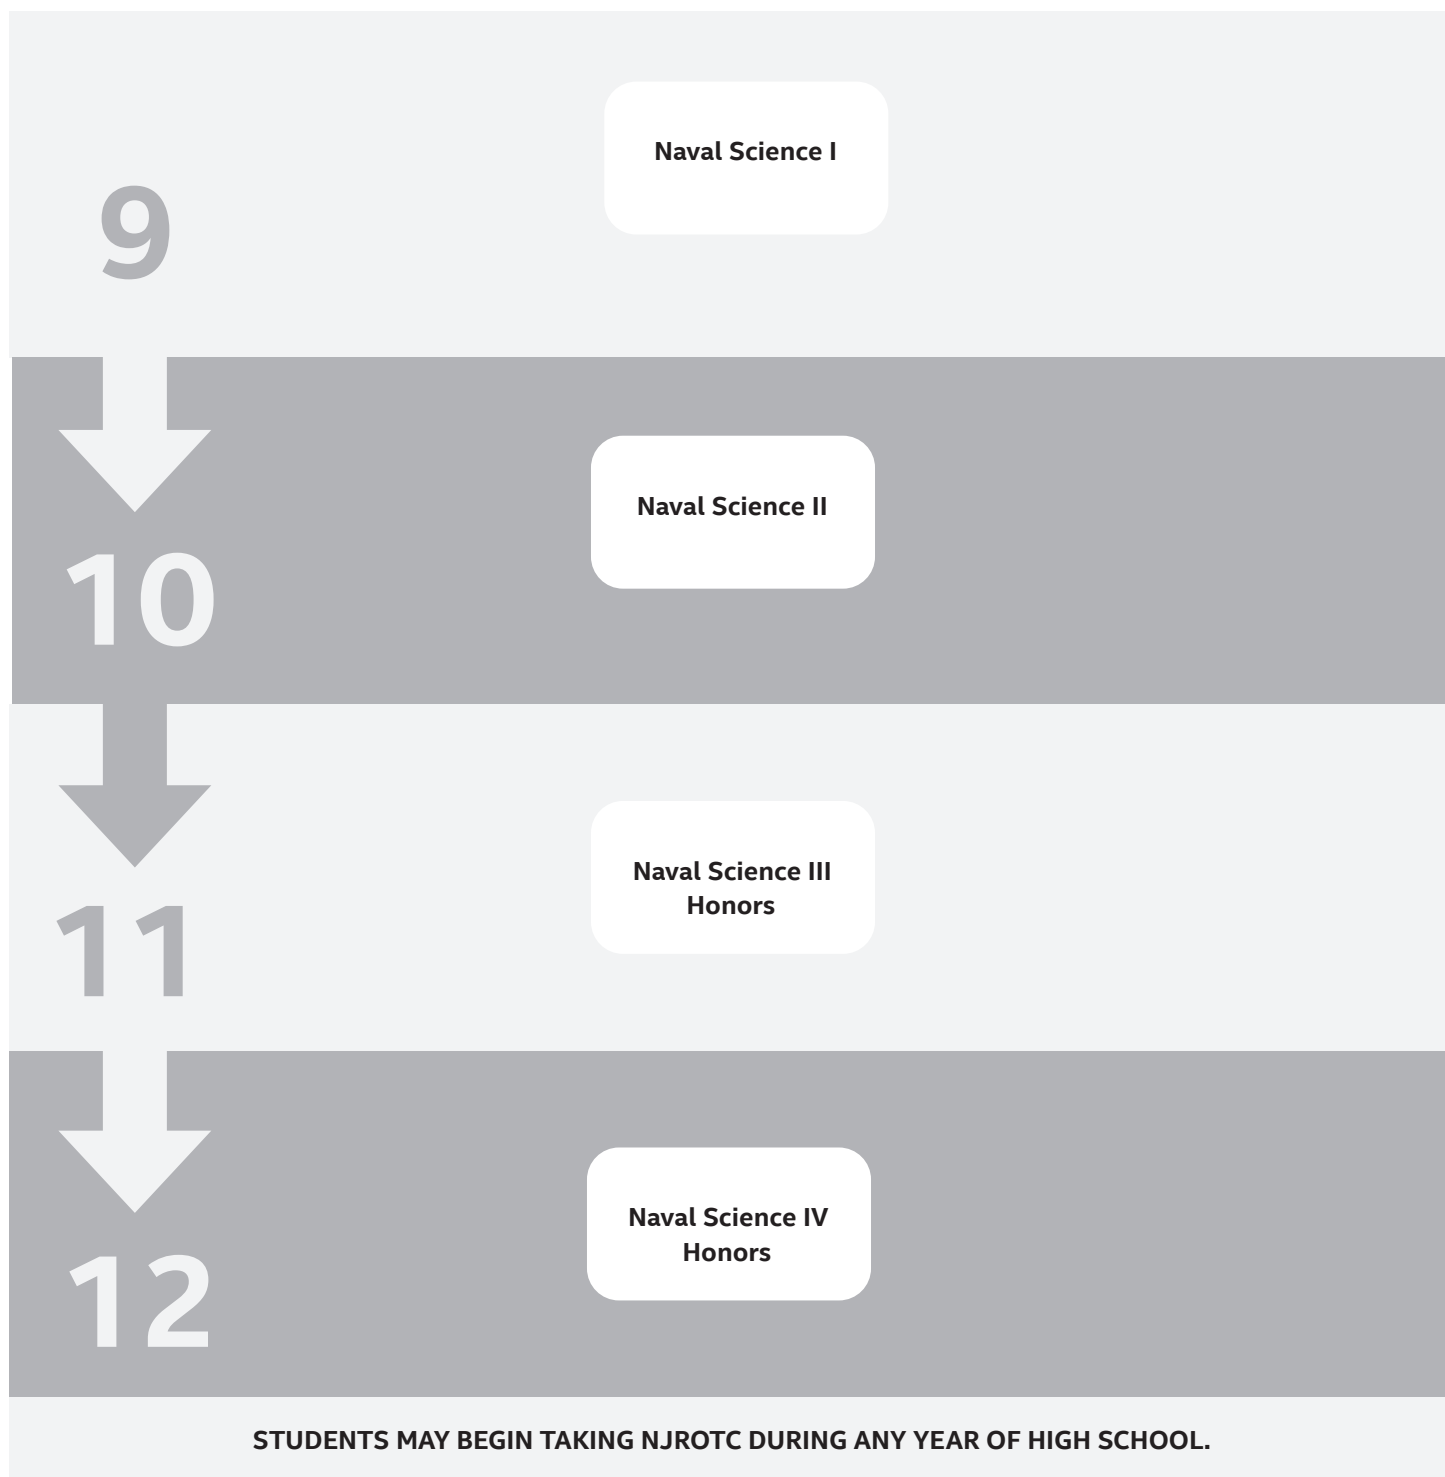 9
Naval Science I
10
Naval Science II
11
Naval Science III
Honors
12
Naval Science IV
Honors
STUDENTS MAY BEGIN TAKING NJROTC DURING ANY YEAR OF HIGH SCHOOL.